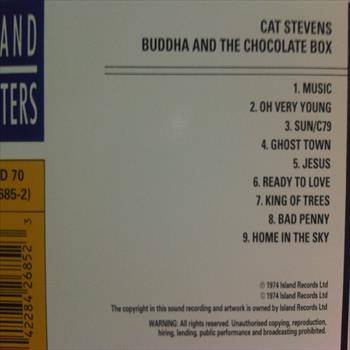 AND
TERS
CAT STEVENS
BUDDHA AND THE CHOCOLATE BOX
1. MUSIC
2. OH VERY YOUNG
3. SUN/C79
4. GHOST TOWN
5. JESUS
6. READY TO LOVE
7. KING OF TREES
8. BAD PENNY
9. HOME IN THE SKY
D 70
685-2)
42284 26852 3
℗ 1974 Island Records Ltd
© 1974 Island Records Ltd
The copyright in this sound recording and artwork is owned by Island Records Ltd
WARNING: All rights reserved. Unauthorised copying, reproduction,
hiring, lending, public performance and broadcasting prohibited.